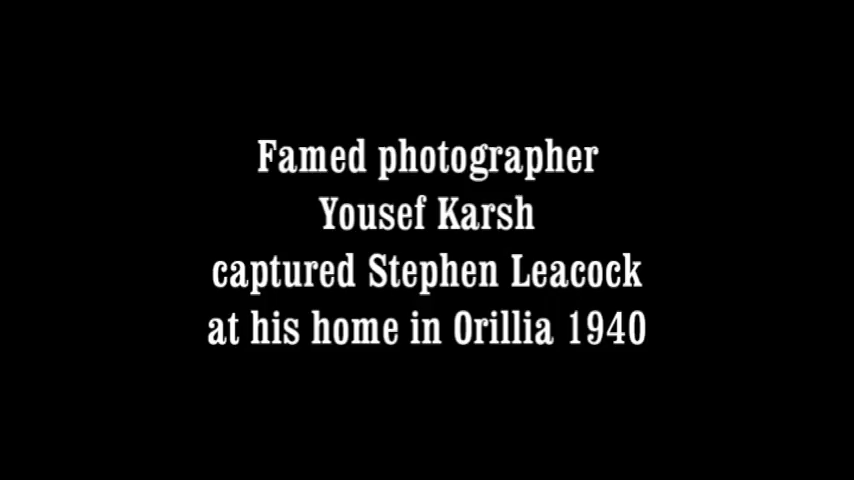 Famed photographer
Yousef Karsh
captured Stephen Leacock
at his home in Orillia 1940